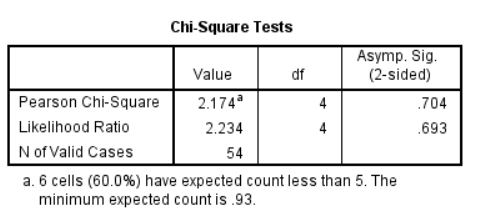 Chi-Square Tests
Value df Asymp. Sig. (2-sided)
Pearson Chi-Square 2.174a 4 .704
Likelihood Ratio 2.234 4 .693
N of Valid Cases 54
a. 6 cells (60.0%) have expected count less than 5. The
minimum expected count is .93.